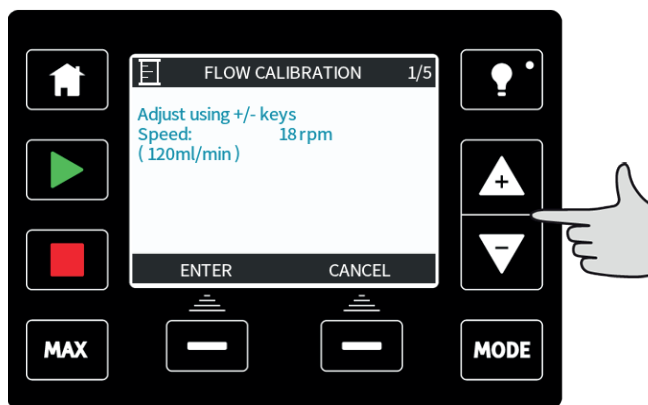 FLOW CALIBRATION 1/5
Adjust using +/- keys
Speed: 18 rpm
( 120ml/min )
+
−
ENTER CANCEL
MAX
MODE